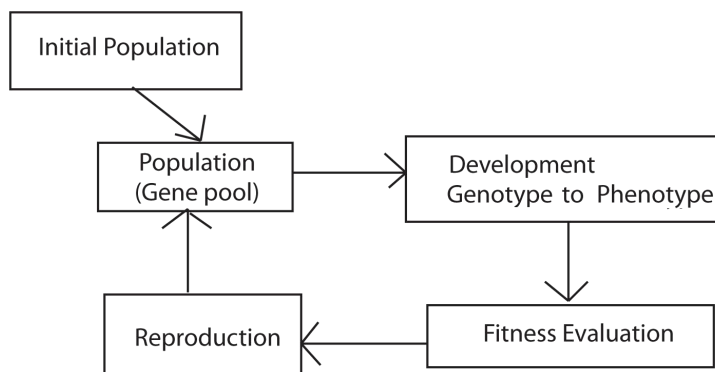 Initial Population
Population
(Gene pool)
Development
Genotype to Phenotype
Reproduction
Fitness Evaluation